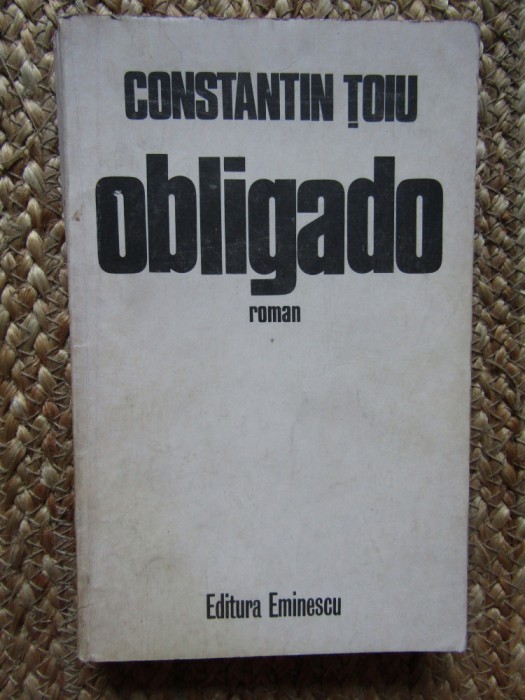 CONSTANTIN ȚOIU
obligado
roman
Editura Eminescu